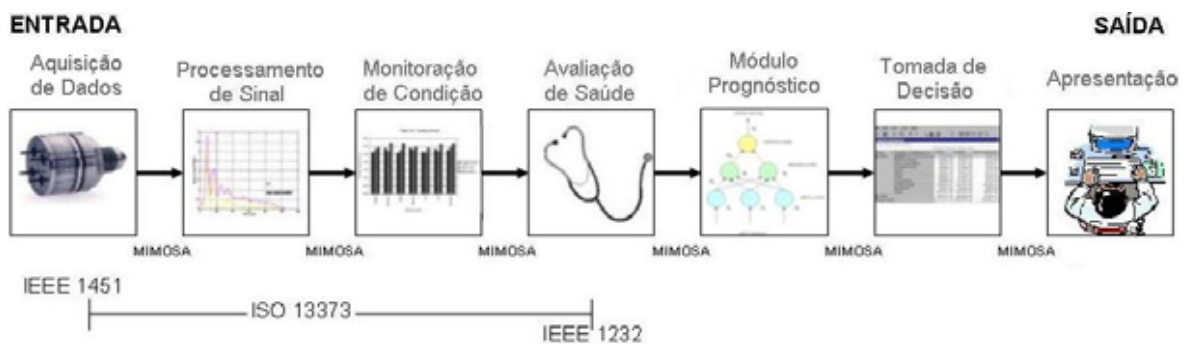 ENTRADA
SAÍDA
Aquisição
de Dados
Processamento
de Sinal
Monitoração
de Condição
Avaliação
de Saúde
Módulo
Prognóstico
Tomada de
Decisão
Apresentação
MIMOSA
MIMOSA
MIMOSA
MIMOSA
MIMOSA
MIMOSA
IEEE 1451
ISO 13373
IEEE 1232